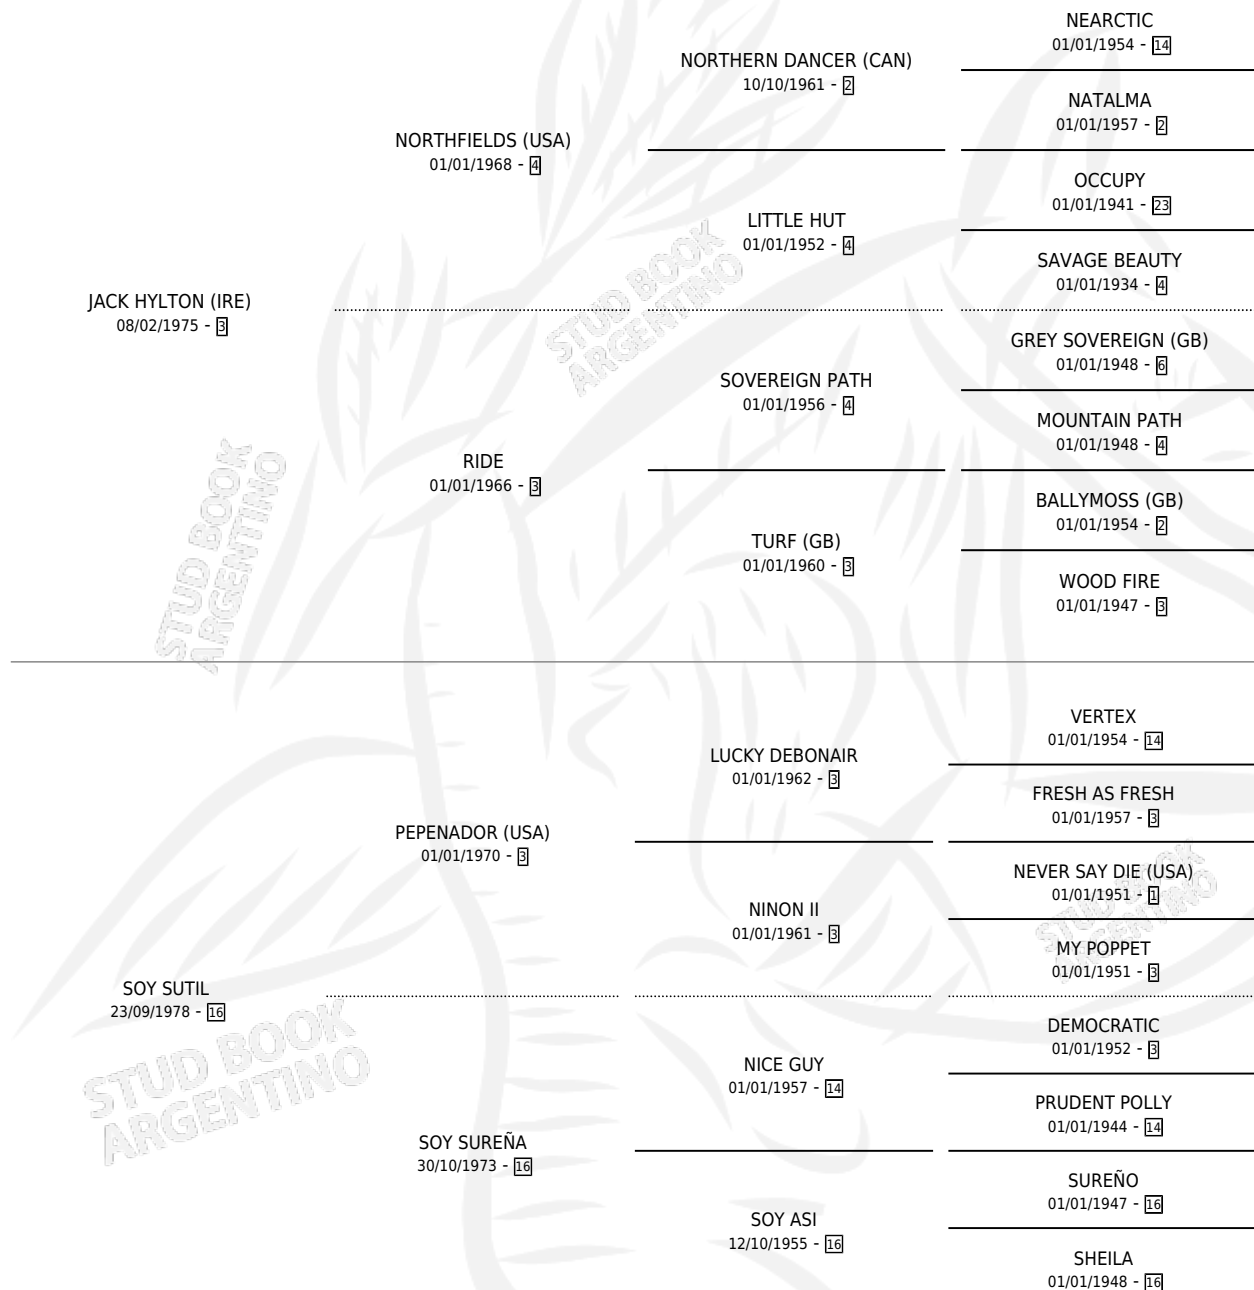 NEARCTIC
01/01/1954 - 14
NORTHERN DANCER (CAN)
10/10/1961 - 2
NATALMA
01/01/1957 - 2
NORTHFIELDS (USA)
01/01/1968 - 4
OCCUPY
01/01/1941 - 23
LITTLE HUT
01/01/1952 - 4
SAVAGE BEAUTY
01/01/1934 - 4
JACK HYLTON (IRE)
08/02/1975 - 3
GREY SOVEREIGN (GB)
01/01/1948 - 6
SOVEREIGN PATH
01/01/1956 - 4
MOUNTAIN PATH
01/01/1948 - 4
RIDE
01/01/1966 - 3
BALLYMOSS (GB)
01/01/1954 - 2
TURF (GB)
01/01/1960 - 3
WOOD FIRE
01/01/1947 - 3
VERTEX
01/01/1954 - 14
LUCKY DEBONAIR
01/01/1962 - 3
FRESH AS FRESH
01/01/1957 - 3
PEPENADOR (USA)
01/01/1970 - 3
NEVER SAY DIE (USA)
01/01/1951 - 1
NINON II
01/01/1961 - 3
MY POPPET
01/01/1951 - 3
SOY SUTIL
23/09/1978 - 16
DEMOCRATIC
01/01/1952 - 3
NICE GUY
01/01/1957 - 14
PRUDENT POLLY
01/01/1944 - 14
SOY SUREÑA
30/10/1973 - 16
SUREÑO
01/01/1947 - 16
SOY ASI
12/10/1955 - 16
SHEILA
01/01/1948 - 16
STUD BOOK
ARGENTINO
STUD BOOK
ARGENTINO
STUD BOOK
ARGENTINO
STUD BOOK
ARGENTINO